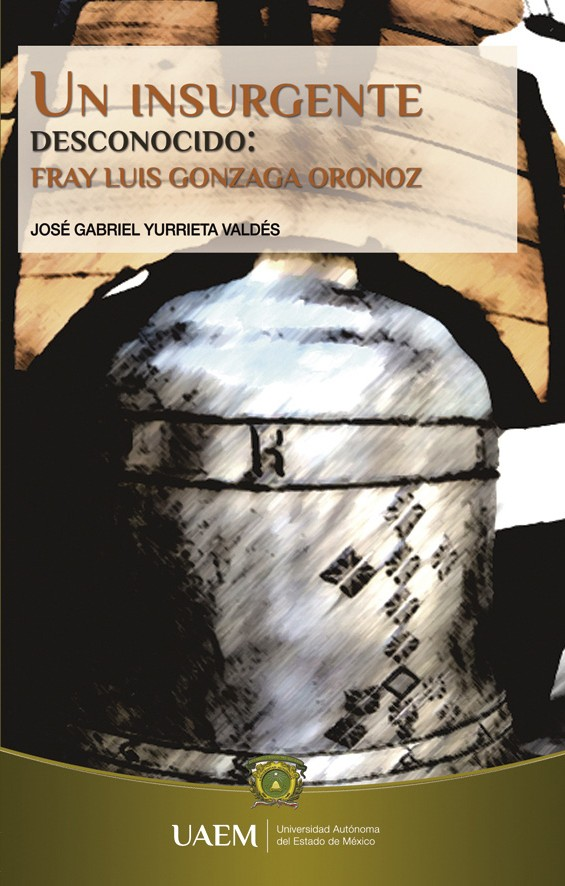 UN INSURGENTE
DESCONOCIDO:
FRAY LUIS GONZAGA ORONOZ
JOSÉ GABRIEL YURRIETA VALDÉS
R
UAEM
Universidad Autónoma
del Estado de México